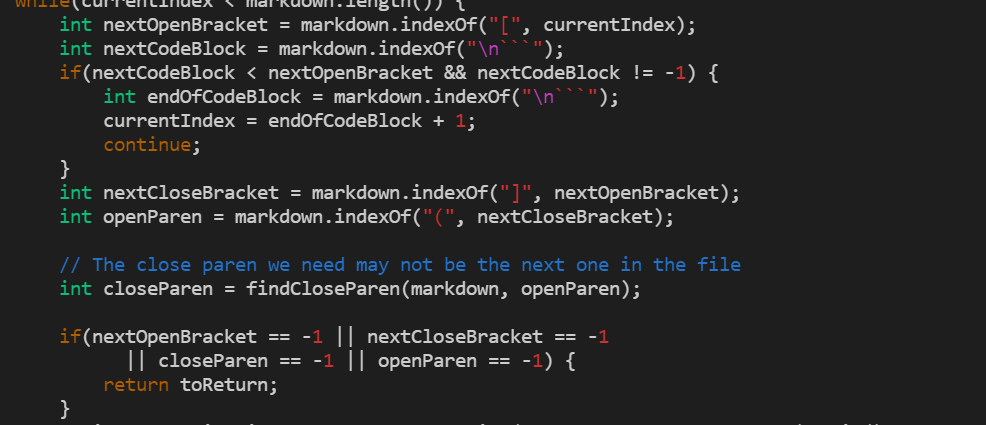 while(currentIndex < markdown.length()) {
int nextOpenBracket = markdown.indexOf("[", currentIndex);
int nextCodeBlock = markdown.indexOf("\n```");
if(nextCodeBlock < nextOpenBracket && nextCodeBlock != -1) {
int endOfCodeBlock = markdown.indexOf("\n```");
currentIndex = endOfCodeBlock + 1;
continue;
}
int nextCloseBracket = markdown.indexOf("]", nextOpenBracket);
int openParen = markdown.indexOf("(", nextCloseBracket);
// The close paren we need may not be the next one in the file
int closeParen = findCloseParen(markdown, openParen);
if(nextOpenBracket == -1 || nextCloseBracket == -1
|| closeParen == -1 || openParen == -1) {
return toReturn;
}